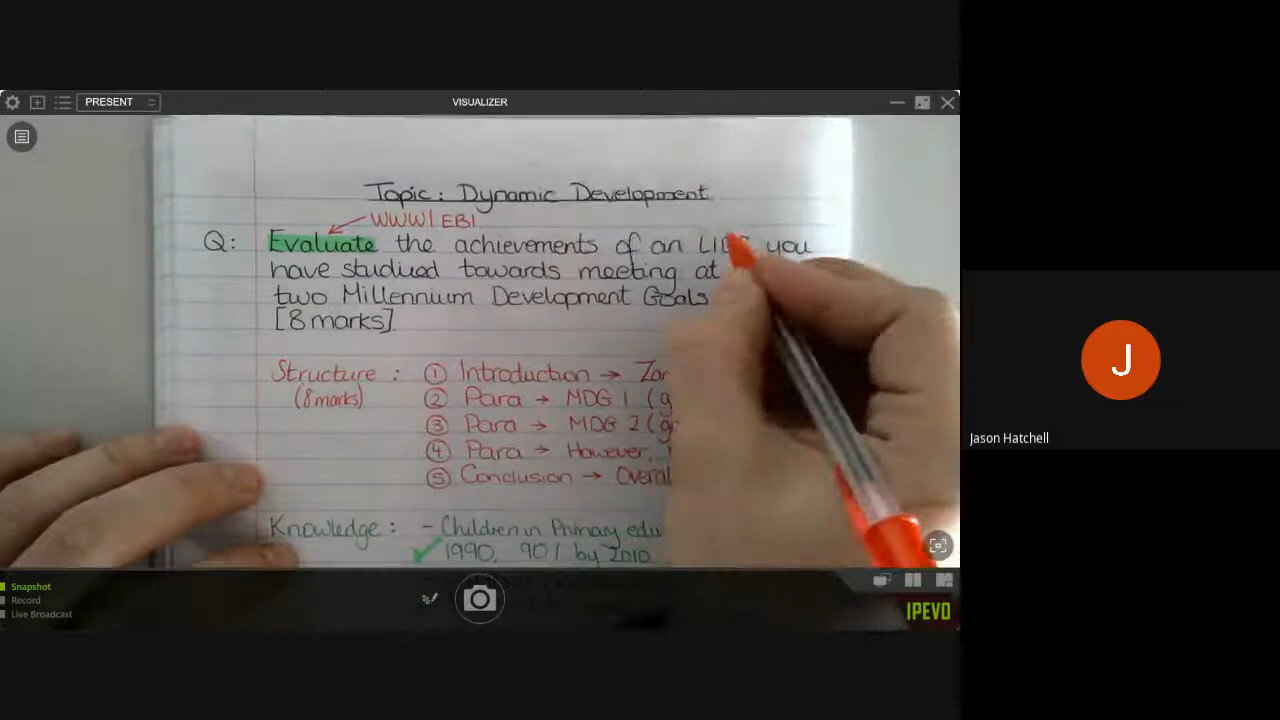 PRESENT
VISUALIZER
Topic: Dynamic Development
WWW/EBI
Q: Evaluate the achievements of an you
have studied towards meeting at
two Millennium Development Goals
[8 marks]
Structure : ① Introduction →
(8 marks) ② Para → MDG 1
③ Para → MDG 2
④ Para → However,
⑤ Conclusion →
Knowledge : - Children in Primary
1990, 90% by 2010
Snapshot
Record
Live Broadcast
IPEVO
J
Jason Hatchell